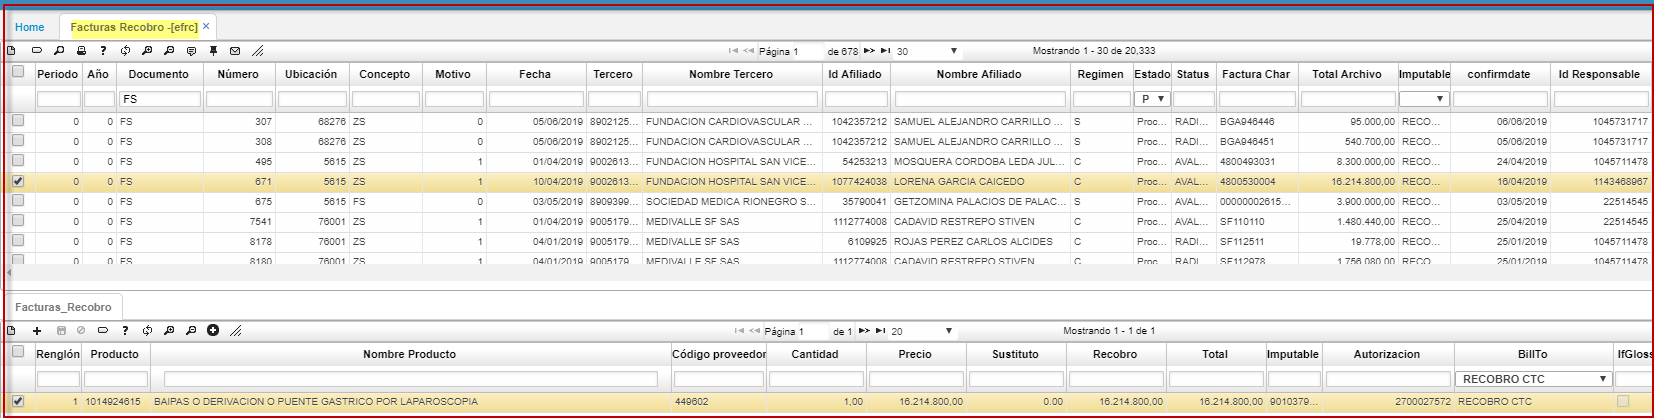 Home Facturas Recobro -[efrc] ×
Página 1 de 678 30 Mostrando 1 - 30 de 20,333
Periodo Año Documento Número Ubicación Concepto Motivo Fecha Tercero Nombre Tercero Id Afiliado Nombre Afiliado Regimen Estado Status Factura Char Total Archivo Imputable confirmdate Id Responsable
FS P
0 0 FS 307 68276 ZS 0 05/06/2019 8902125... FUNDACION CARDIOVASCULAR ... 1042357212 SAMUEL ALEJANDRO CARRILLO ... S Proc... RADI... BGA946446 95.000,00 RECO... 06/06/2019 1045731717
0 0 FS 308 68276 ZS 0 05/06/2019 8902125... FUNDACION CARDIOVASCULAR ... 1042357212 SAMUEL ALEJANDRO CARRILLO ... S Proc... RADI... BGA946451 540.700,00 RECO... 05/06/2019 1045731717
0 0 FS 495 5615 ZS 1 01/04/2019 9002613... FUNDACION HOSPITAL SAN VICE... 54253213 MOSQUERA CORDOBA LEDA JUL... C Proc... AVAL... 4800493031 8.300.000,00 RECO... 24/04/2019 1045711478
0 0 FS 671 5615 ZS 1 10/04/2019 9002613... FUNDACION HOSPITAL SAN VICE... 1077424038 LORENA GARCIA CAICEDO C Proc... AVAL... 4800530004 16.214.800,00 RECO... 16/04/2019 1143468967
0 0 FS 675 5615 FS 0 03/05/2019 8909399... SOCIEDAD MEDICA RIONEGRO S... 35790041 GETZOMINA PALACIOS DE PALAC... S Proc... AVAL... 00000002615... 3.900.000,00 RECO... 03/05/2019 22514545
0 0 FS 7541 76001 ZS 1 01/04/2019 9005179... MEDIVALLE SF SAS 1112774008 CADAVID RESTREPO STIVEN C Proc... AVAL... SF110110 1.480.440,00 RECO... 25/04/2019 22514545
0 0 FS 8178 76001 ZS 1 04/01/2019 9005179... MEDIVALLE SF SAS 6109925 ROJAS PEREZ CARLOS ALCIDES C Proc... RADI... SF112511 19.778,00 RECO... 25/01/2019 1045711478
0 0 FS 8180 76001 ZS 1 04/01/2019 9005179... MEDIVALLE SF SAS 1112774008 CADAVID RESTREPO STIVEN C Proc... RADI... SF112978 1.756.080,00 RECO... 25/01/2019 1045711478
Facturas_Recobro
Página 1 de 1 20 Mostrando 1 - 1 de 1
Renglón Producto Nombre Producto Código proveedor Cantidad Precio Sustituto Recobro Total Imputable Autorizacion BillTo IfGloss
RECOBRO CTC
1 1014924615 BAIPAS O DERIVACION O PUENTE GASTRICO POR LAPAROSCOPIA 449602 1,00 16.214.800,00 0.00 16.214.800,00 16.214.800,00 9010379... 2700027572 RECOBRO CTC